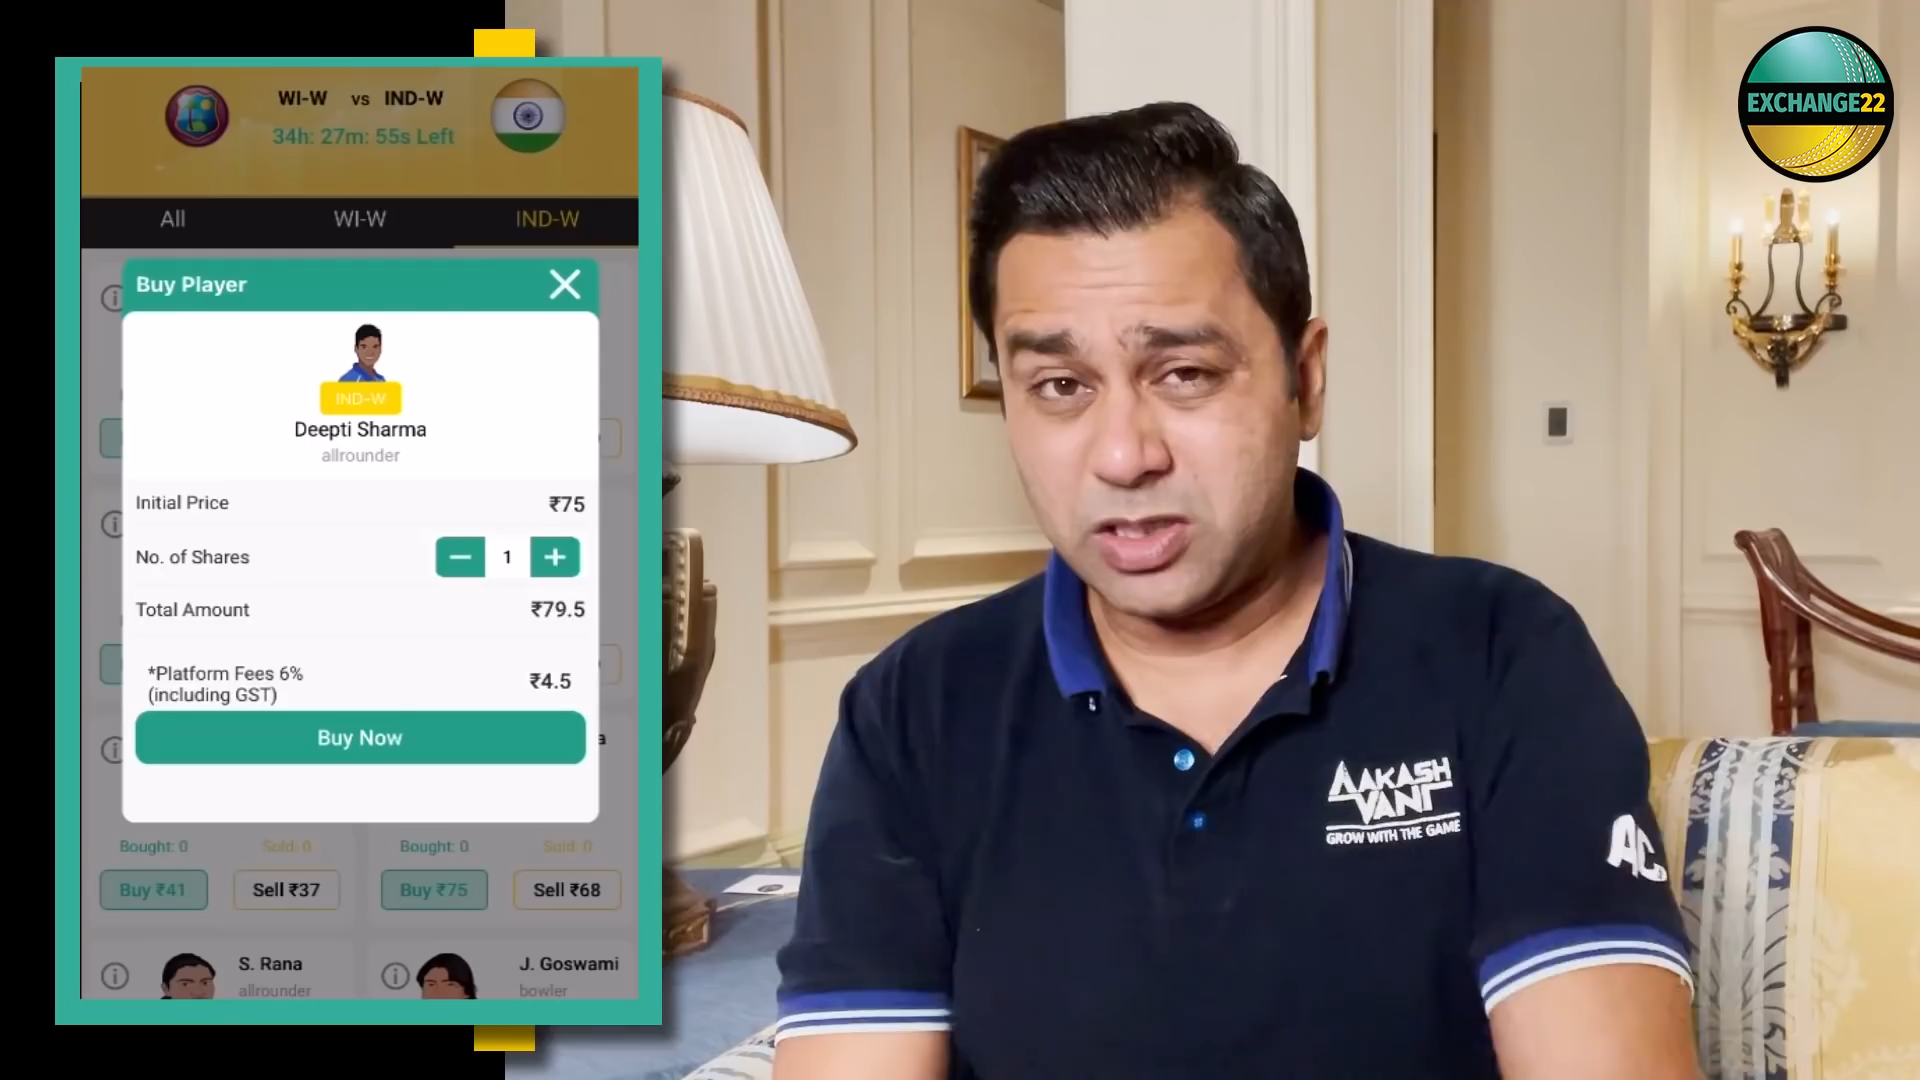 WI-W vs IND-W
34h: 27m: 55s Left
All WI-W IND-W
Buy Player
IND-W
Deepti Sharma
allrounder
Initial Price ₹75
No. of Shares 1
Total Amount ₹79.5
*Platform Fees 6%
(including GST) ₹4.5
Buy Now
a
Bought: 0 Sold: 0 Bought: 0 Sold: 0
Buy ₹41 Sell ₹37 Buy ₹75 Sell ₹68
S. Rana J. Goswami
allrounder bowler
EXCHANGE22
AAKASH
VANI
GROW WITH THE GAME
AC